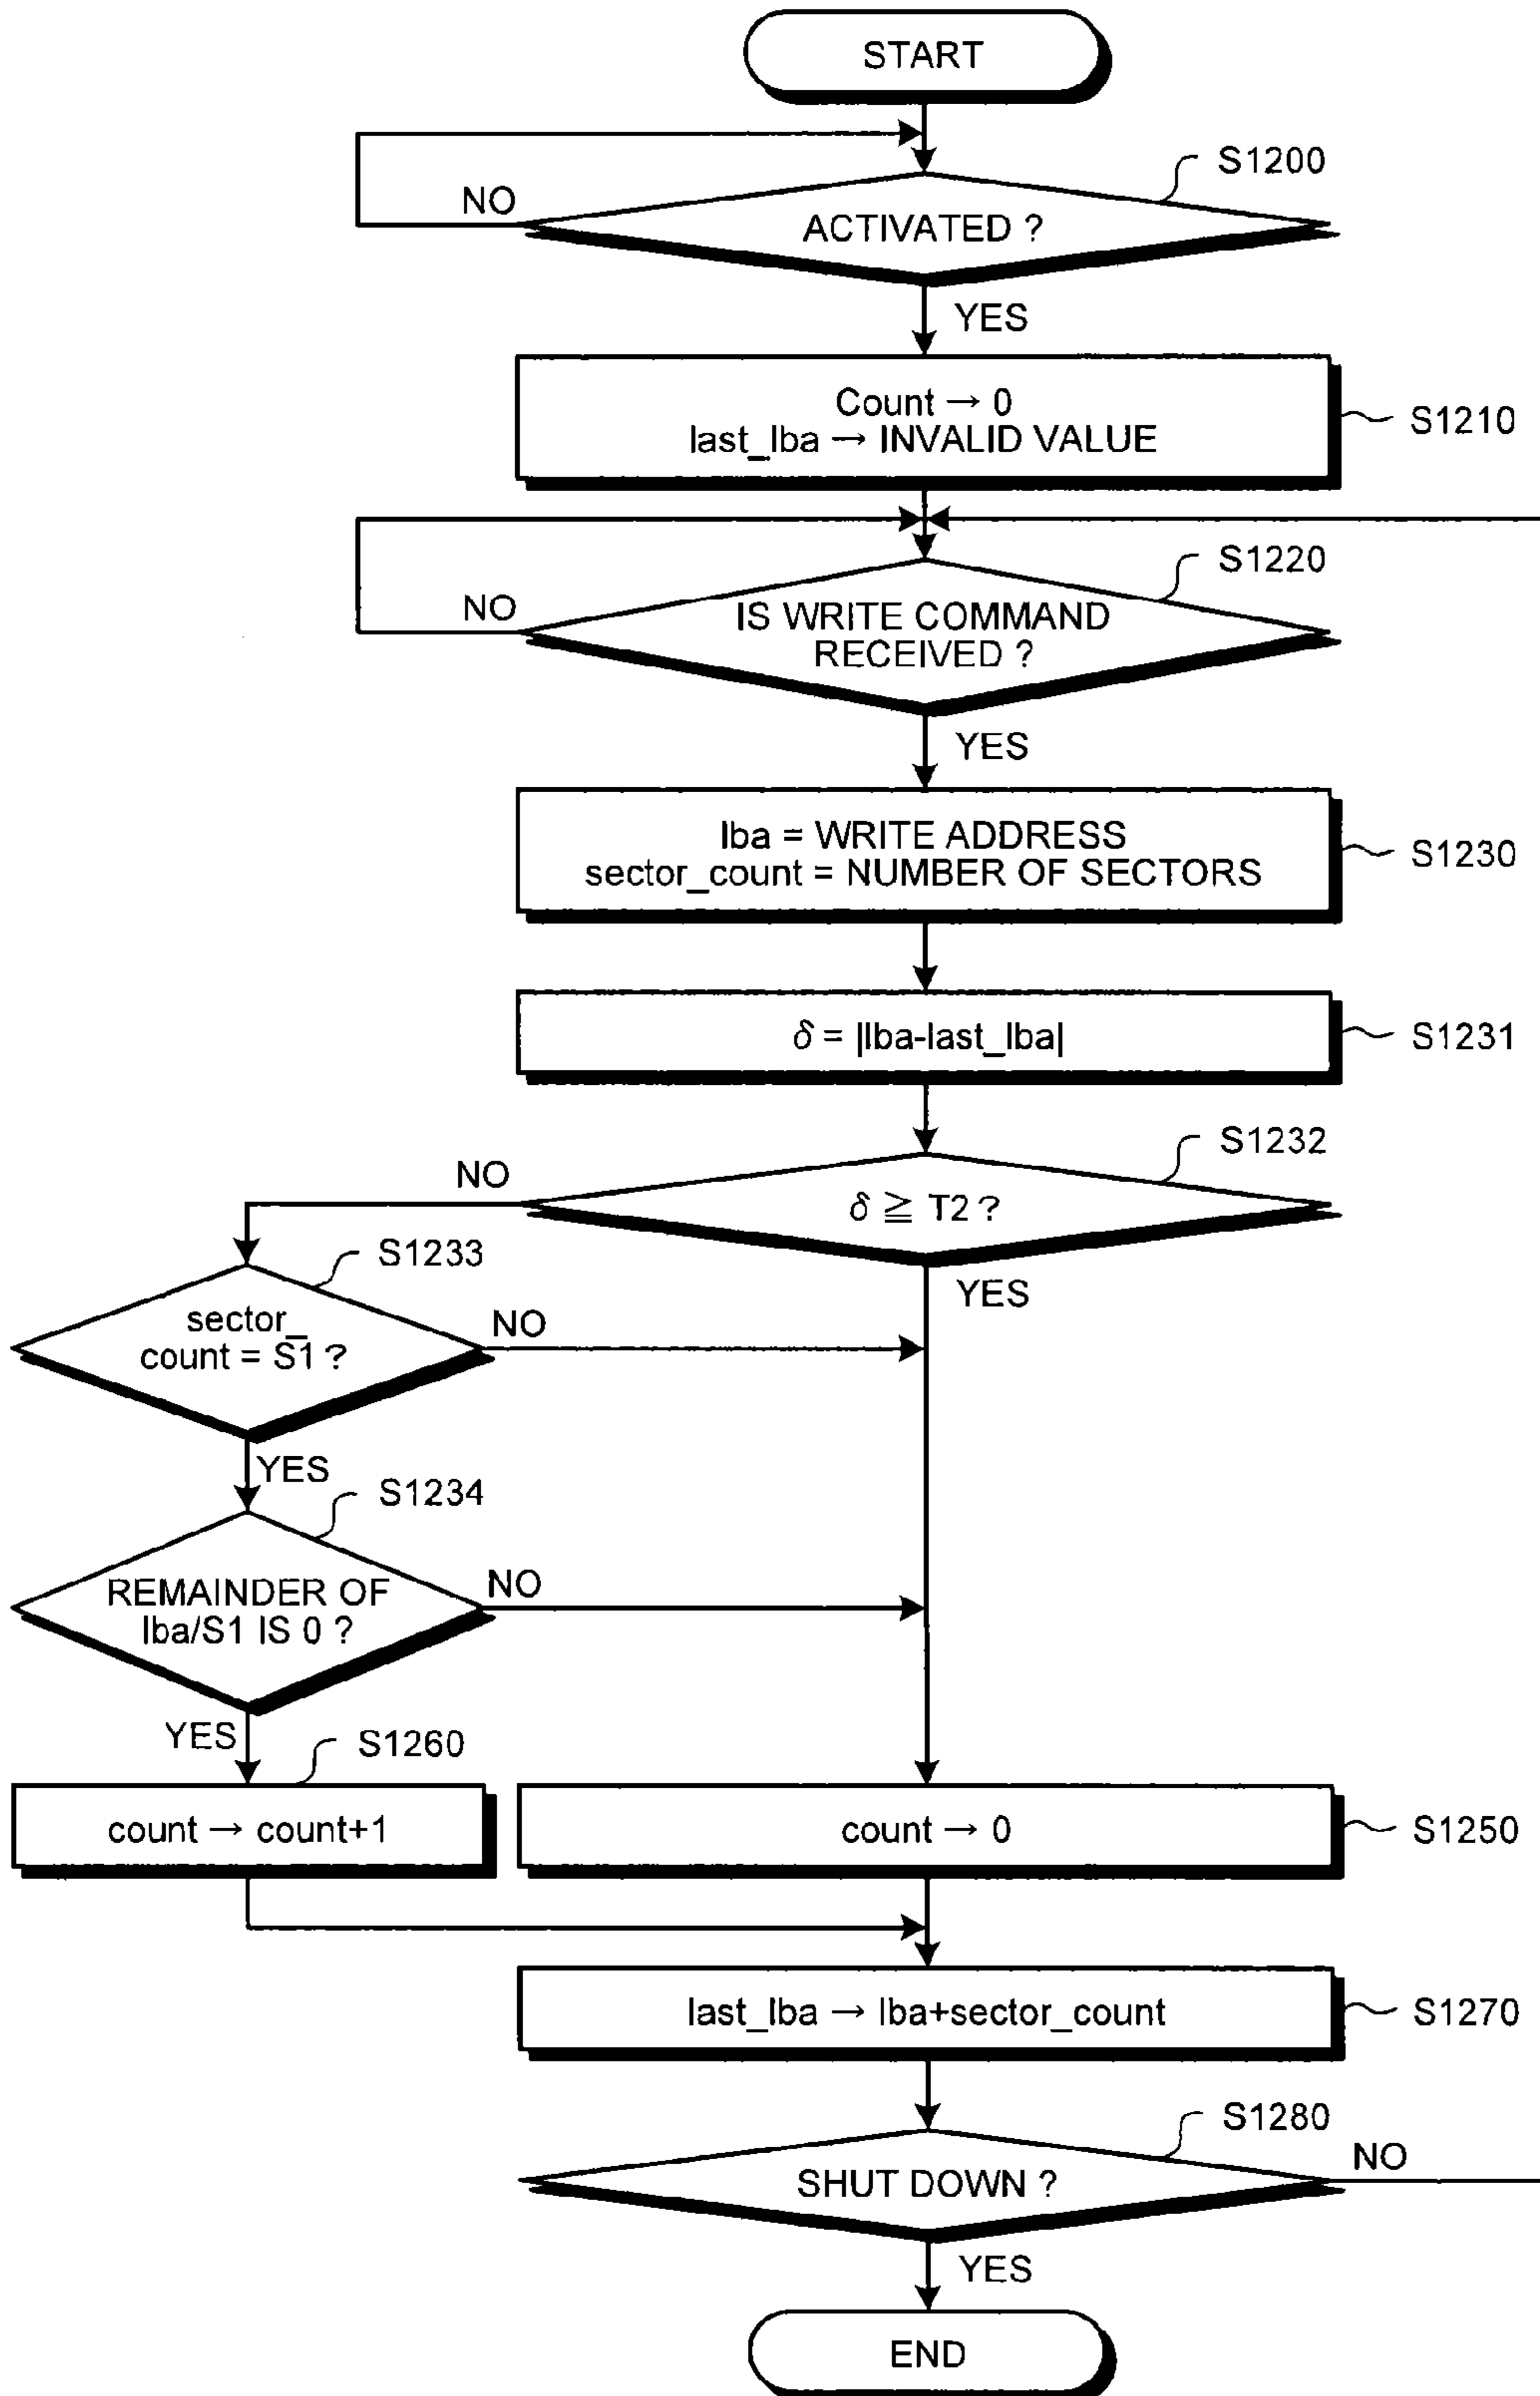 START
S1200
NO
ACTIVATED ?
YES
Count → 0
last_lba → INVALID VALUE
S1210
S1220
NO
IS WRITE COMMAND
RECEIVED ?
YES
lba = WRITE ADDRESS
sector_count = NUMBER OF SECTORS
S1230
δ = |lba-last_lba|
S1231
S1232
NO
δ ≧ T2 ?
S1233
YES
sector_
count = S1 ?
NO
YES
S1234
REMAINDER OF
lba/S1 IS 0 ?
NO
YES
S1260
count → count+1
count → 0
S1250
last_lba → lba+sector_count
S1270
S1280
SHUT DOWN ?
NO
YES
END